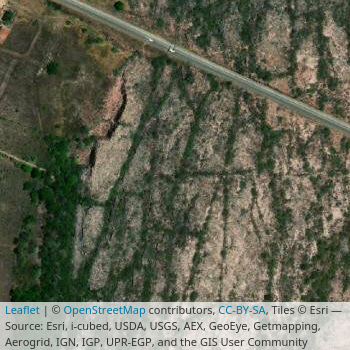 Leaflet | © OpenStreetMap contributors, CC-BY-SA, Tiles © Esri —
Source: Esri, i-cubed, USDA, USGS, AEX, GeoEye, Getmapping,
Aerogrid, IGN, IGP, UPR-EGP, and the GIS User Community